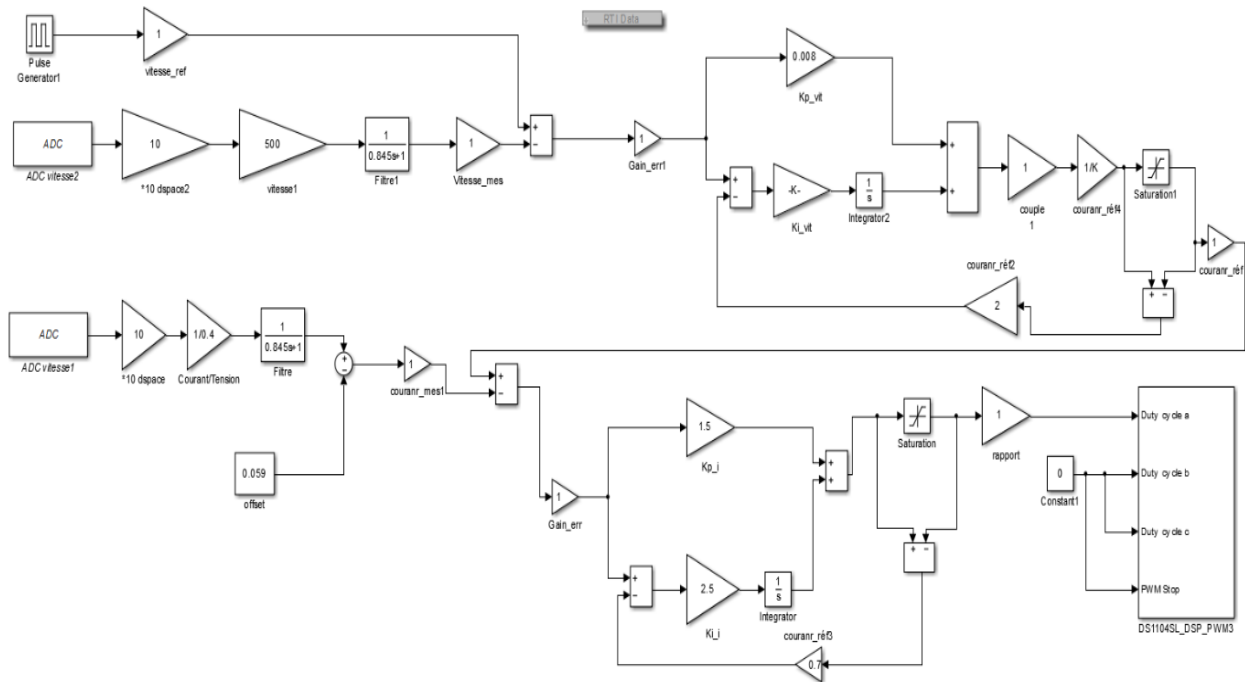 RTI Data
1
Pulse
Generator1
vitesse_ref
0.008
Kp_vit
ADC
ADC vitesse2
10
*10 dspace2
500
vitesse1
1
0.845s+1
Filtre1
1
Vitesse_mes
+
−
1
Gain_err1
+
−
-K-
Ki_vit
1
s
Integrator2
+
+
1
couple
1
1/K
couranr_réf4
Saturation1
1
couranr_réf
couranr_réf2
2
+ −
ADC
ADC vitesse1
10
*10 dspace
1/0.4
Courant/Tension
1
0.845s+1
Filtre
+
−
1
couranr_mes1
+
−
0.059
offset
1
Gain_err
1.5
Kp_i
+
+
Saturation
1
rapport
+
−
2.5
Ki_i
1
s
Integrator
+ −
couranr_réf3
0.7
0
Constant1
Duty cycle a
Duty cycle b
Duty cycle c
PWM Stop
DS1104SL_DSP_PWM3